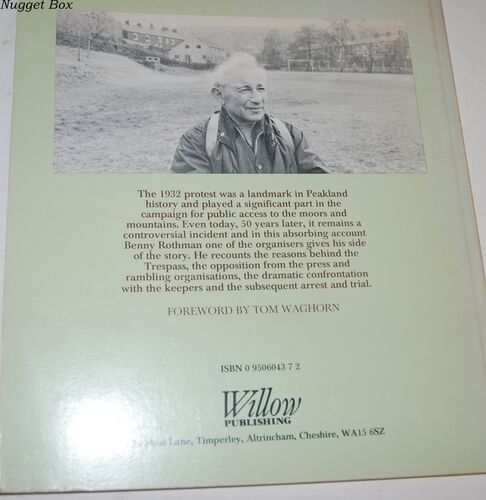 Nugget Box
The 1932 protest was a landmark in Peakland
history and played a significant part in the
campaign for public access to the moors and
mountains. Even today, 50 years later, it remains a
controversial incident and in this absorbing account
Benny Rothman one of the organisers gives his side
of the story. He recounts the reasons behind the
Trespass, the opposition from the press and
rambling organisations, the dramatic confrontation
with the keepers and the subsequent arrest and trial.
FOREWORD BY TOM WAGHORN
ISBN 0 9506043 7 2
Willow
PUBLISHING
Moss Lane, Timperley, Altrincham, Cheshire, WA15 6SZ